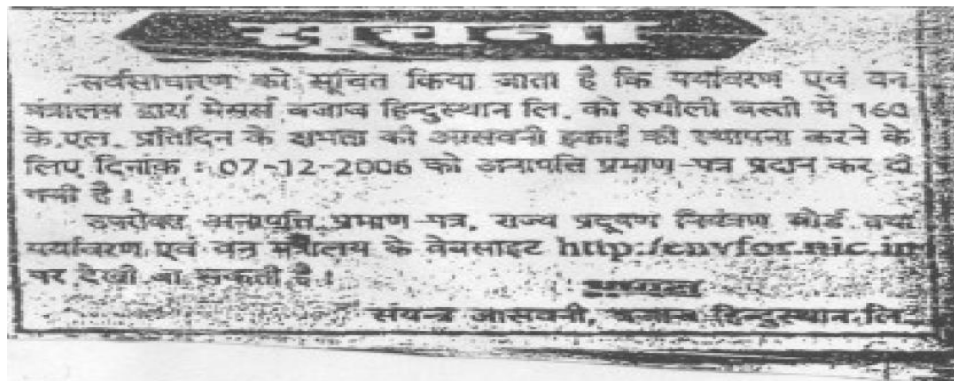 सूचना
सर्वसाधारण को सूचित किया जाता है कि पर्यावरण एवं वन
मंत्रालय द्वारा मेसर्स बजाज हिन्दुस्थान लि. को रुधौली बस्ती में 160
के.एल. प्रतिदिन के क्षमता की आसवनी इकाई की स्थापना करने के
लिए दिनांक : 07-12-2006 को अनापत्ति प्रमाण-पत्र प्रदान कर दी
गयी है।
उपरोक्त अनापत्ति प्रमाण-पत्र, राज्य प्रदूषण नियंत्रण बोर्ड तथा
पर्यावरण एवं वन मंत्रालय के वेबसाइट http:/envfor.nic.in
पर देखी जा सकती है।
संयन्त्र आसवनी, बजाज हिन्दुस्थान लि.